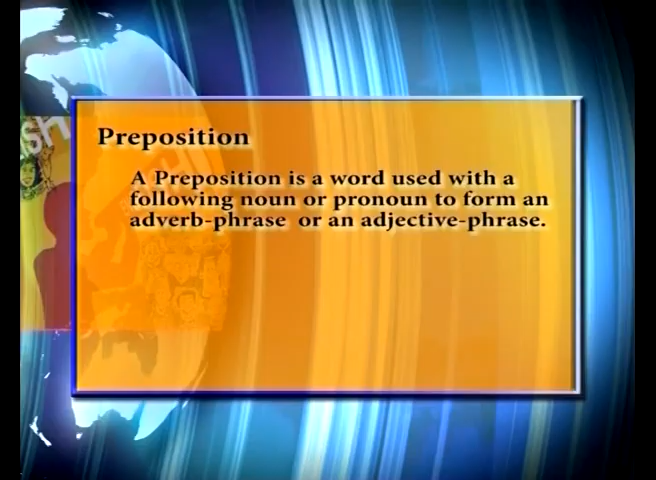 Preposition
A Preposition is a word used with a
following noun or pronoun to form an
adverb-phrase or an adjective-phrase.